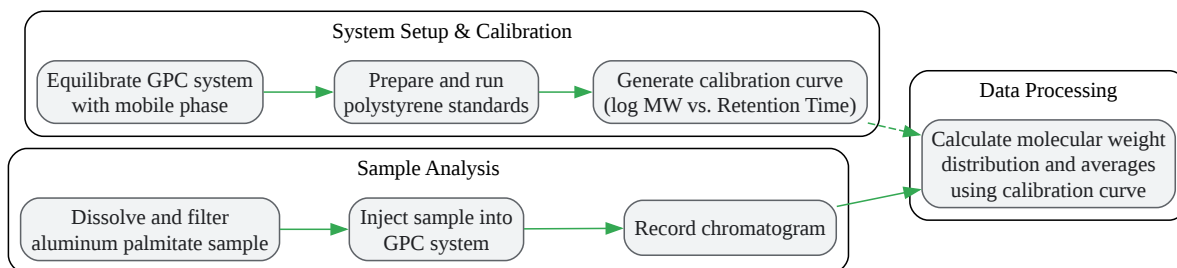 System Setup & Calibration
Equilibrate GPC system
with mobile phase
Prepare and run
polystyrene standards
Generate calibration curve
(log MW vs. Retention Time)
Sample Analysis
Dissolve and filter
aluminum palmitate sample
Inject sample into
GPC system
Record chromatogram
Data Processing
Calculate molecular weight
distribution and averages
using calibration curve